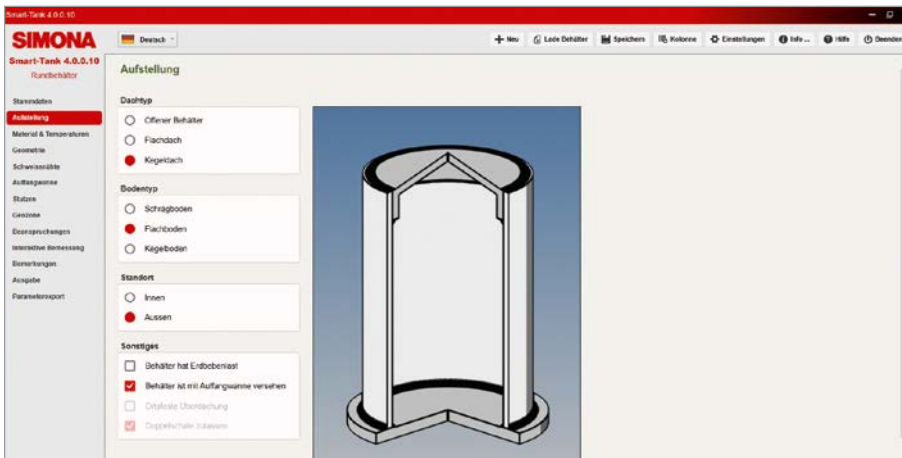 Smart-Tank 4.0.0.10
SIMONA
Deutsch
Neu
Lade Behälter
Speichern
Kolonne
Einstellungen
Info ...
Hilfe
Beenden
Smart-Tank 4.0.0.10
Rundbehälter
Stammdaten
Aufstellung
Material & Temperaturen
Geometrie
Schweissnähte
Auffangwanne
Stutzen
Beanspruchungen
Interaktive Bemessung
Bemerkungen
Ausgabe
Parameterexport
Aufstellung
Dachtyp
Offener Behälter
Flachdach
Kegeldach
Bodentyp
Schrägboden
Flachboden
Kegelboden
Standort
Innen
Aussen
Sonstiges
Behälter hat Erdbebenlast
Behälter ist mit Auffangwanne versehen
Ortsfeste Überdachung
Doppelschale zulassen